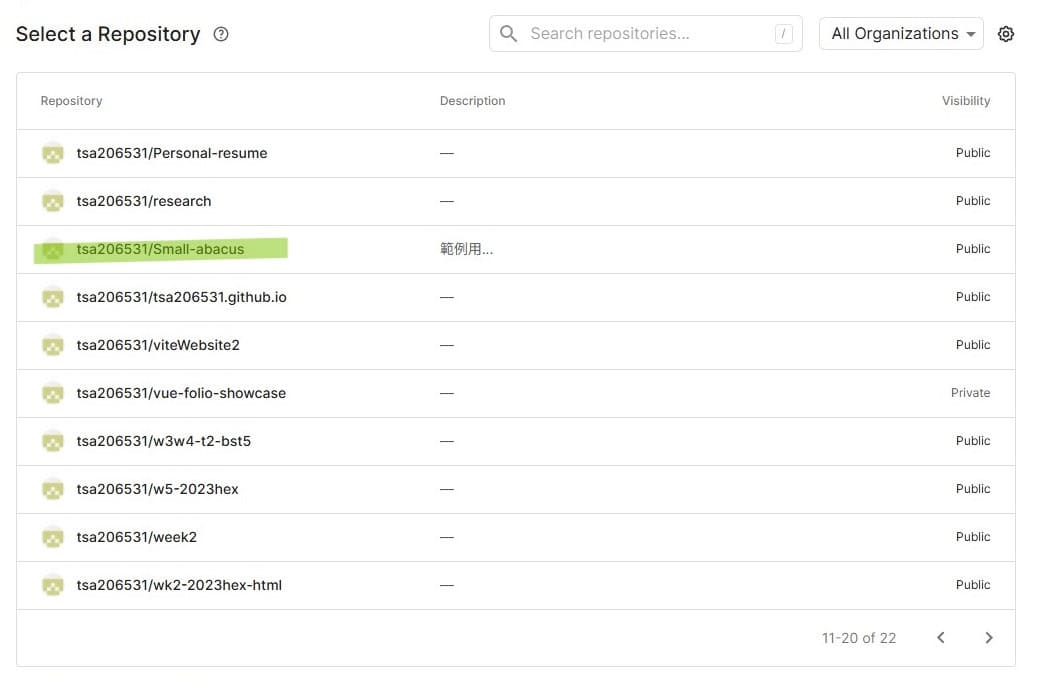 Select a Repository ?
Search repositories... /
All Organizations
Repository Description Visibility
tsa206531/Personal-resume — Public
tsa206531/research — Public
tsa206531/Small-abacus 範例用... Public
tsa206531/tsa206531.github.io — Public
tsa206531/viteWebsite2 — Public
tsa206531/vue-folio-showcase — Private
tsa206531/w3w4-t2-bst5 — Public
tsa206531/w5-2023hex — Public
tsa206531/week2 — Public
tsa206531/wk2-2023hex-html — Public
11-20 of 22